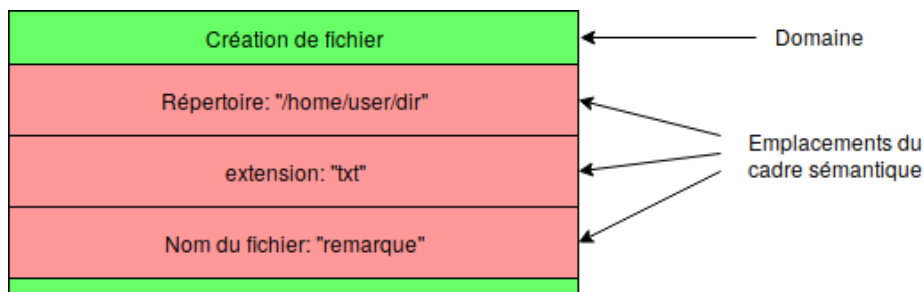 Création de fichier
Domaine
Répertoire: "/home/user/dir"
extension: "txt"
Emplacements du
cadre sémantique
Nom du fichier: "remarque"